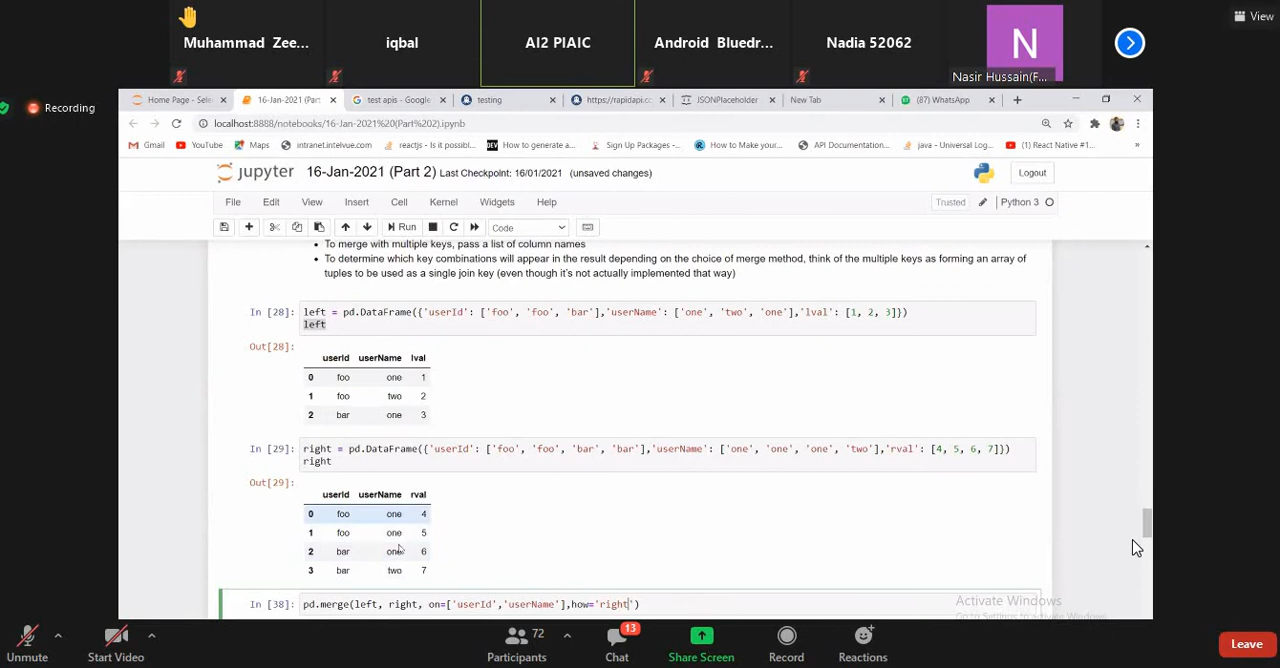 Muhammad Zee... iqbal AI2 PIAIC Android Bluedr... Nadia 52062 N View
Nasir Hussain(F...
Recording
Home Page - Sele 16-Jan-2021 (Part test apis - Google testing https://rapidapi.co JSONPlaceholder New Tab (87) WhatsApp
localhost:8888/notebooks/16-Jan-2021%20(Part%202).ipynb
Gmail YouTube Maps intranet.intelvue.com reactjs - Is it possibl... DEV How to generate a... Sign Up Packages -... How to Make your... API Documentation... java - Universal Log... (1) React Native #1...
jupyter 16-Jan-2021 (Part 2) Last Checkpoint: 16/01/2021 (unsaved changes) Logout
File Edit View Insert Cell Kernel Widgets Help Trusted Python 3
Run Code
• To merge with multiple keys, pass a list of column names
• To determine which key combinations will appear in the result depending on the choice of merge method, think of the multiple keys as forming an array of
tuples to be used as a single join key (even though it's not actually implemented that way)
In [28]: left = pd.DataFrame({'userId': ['foo', 'foo', 'bar'],'userName': ['one', 'two', 'one'],'lval': [1, 2, 3]})
left
Out[28]:
userId userName lval
0 foo one 1
1 foo two 2
2 bar one 3
In [29]: right = pd.DataFrame({'userId': ['foo', 'foo', 'bar', 'bar'],'userName': ['one', 'one', 'one', 'two'],'rval': [4, 5, 6, 7]})
right
Out[29]:
userId userName rval
0 foo one 4
1 foo one 5
2 bar one 6
3 bar two 7
In [38]: pd.merge(left, right, on=['userId','userName'],how='right')
Activate Windows
Go to Settings to activate Windows.
72 13
Unmute Start Video Participants Chat Share Screen Record Reactions Leave